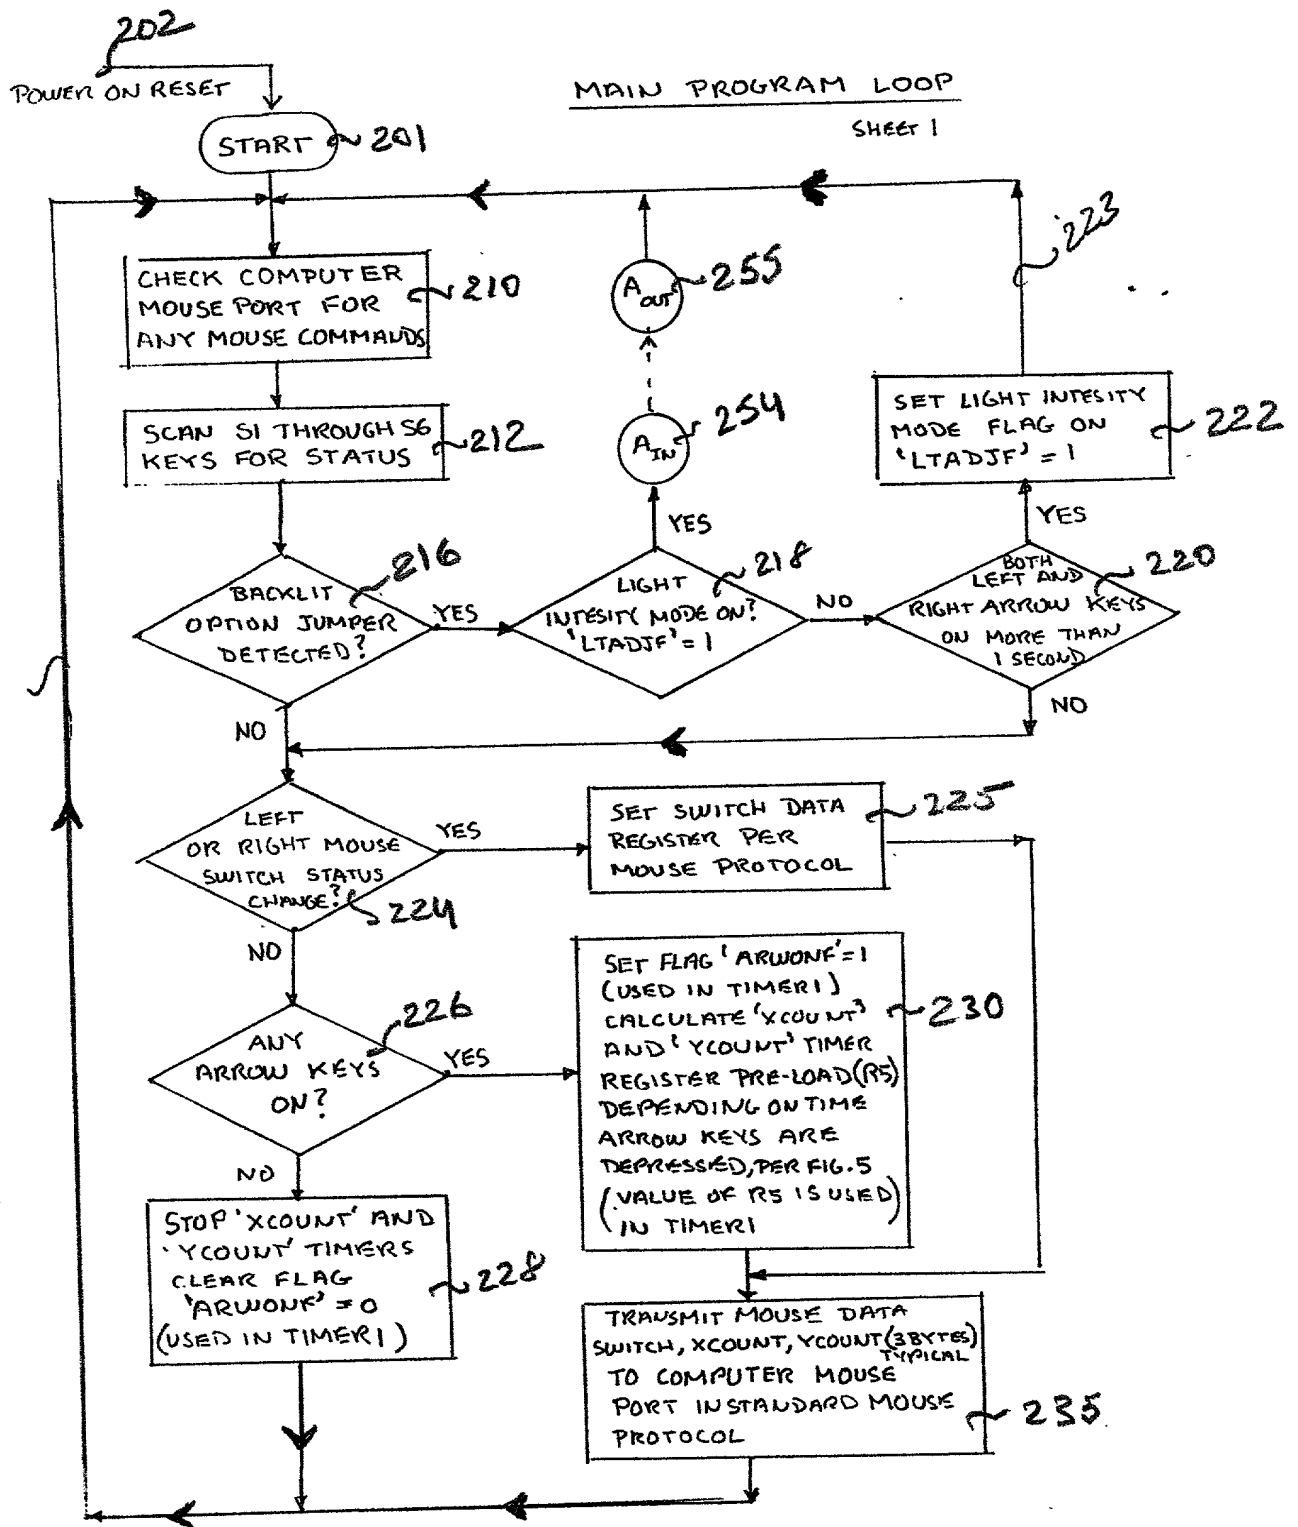 202
POWER ON RESET
MAIN PROGRAM LOOP
SHEET 1
START
201
223
CHECK COMPUTER
MOUSE PORT FOR
ANY MOUSE COMMANDS
210
A OUT
255
SCAN S1 THROUGH S6
KEYS FOR STATUS
212
A IN
254
SET LIGHT INTESITY
MODE FLAG ON
'LTADJF' = 1
222
YES
YES
BACKLIT
OPTION JUMPER
DETECTED?
216
YES
LIGHT
INTESITY MODE ON?
'LTADJF' = 1
218
NO
BOTH
LEFT AND
RIGHT ARROW KEYS
ON MORE THAN
1 SECOND
220
NO
NO
LEFT
OR RIGHT MOUSE
SWITCH STATUS
CHANGE?
224
YES
SET SWITCH DATA
REGISTER PER
MOUSE PROTOCOL
225
NO
ANY
ARROW KEYS
ON?
226
YES
SET FLAG 'ARWONF'=1
(USED IN TIMER1)
CALCULATE 'XCOUNT'
AND 'YCOUNT' TIMER
REGISTER PRE-LOAD(R5)
DEPENDING ON TIME
ARROW KEYS ARE
DEPRESSED, PER FIG.5
(VALUE OF R5 IS USED)
IN TIMER1
230
NO
STOP 'XCOUNT' AND
'YCOUNT' TIMERS
CLEAR FLAG
'ARWONF' = 0
(USED IN TIMER1)
228
TRANSMIT MOUSE DATA
SWITCH, XCOUNT, YCOUNT (3BYTES)
TYPICAL
TO COMPUTER MOUSE
PORT IN STANDARD MOUSE
PROTOCOL
235